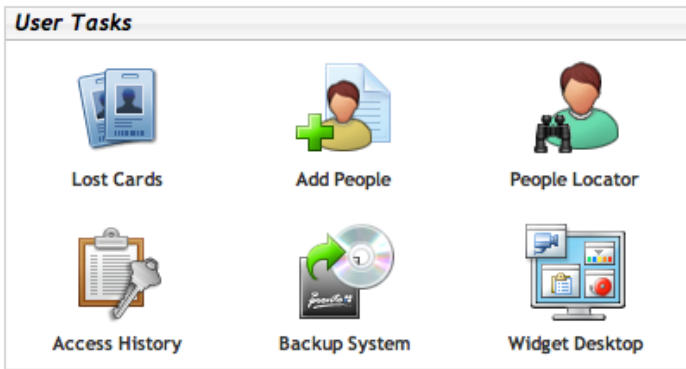 User Tasks
Lost Cards
Add People
People Locator
Access History
Backup System
Widget Desktop